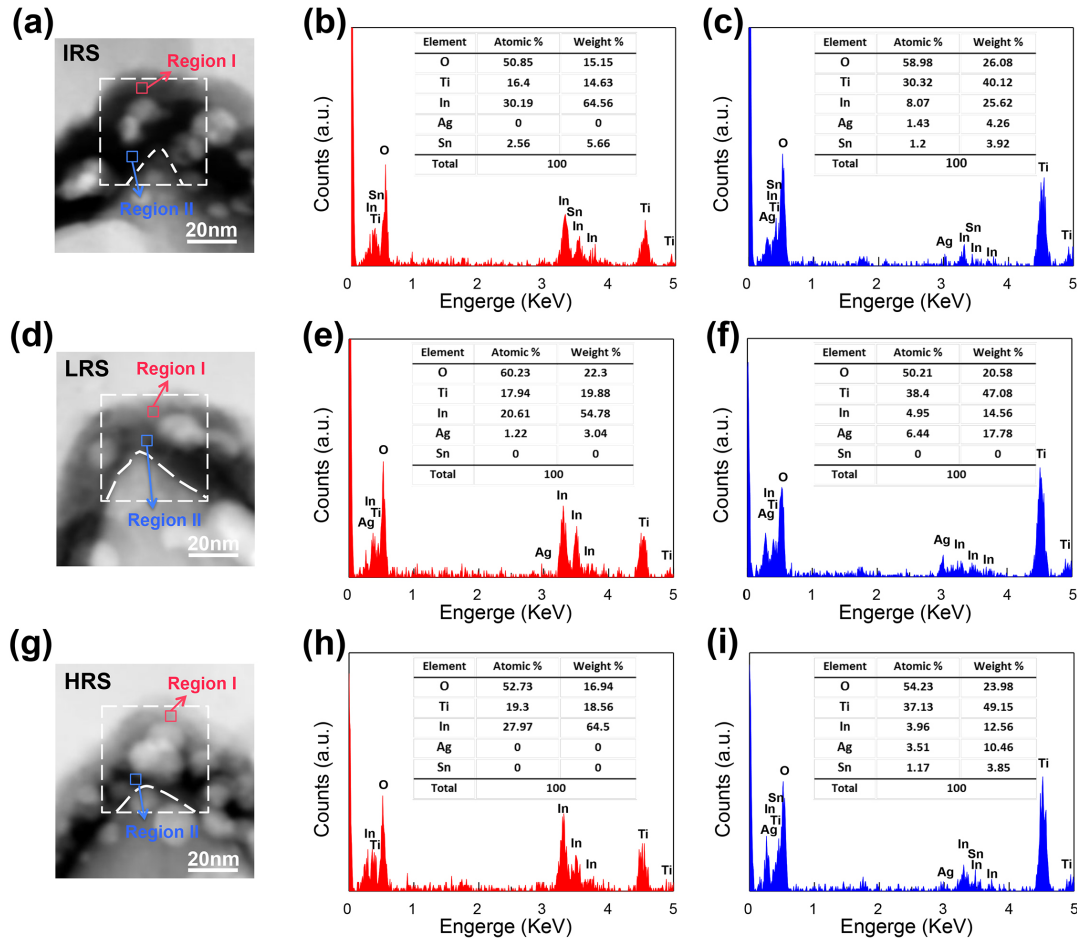 (a)
IRS
Region I
Region II
20nm
(b)
Counts (a.u.)
Element Atomic % Weight %
O 50.85 15.15
Ti 16.4 14.63
In 30.19 64.56
Ag 0 0
Sn 2.56 5.66
Total 100
O
Sn
In
Ti
In
Sn
In
Ti
Ti
0 1 2 3 4 5
Engerge (KeV)
(c)
Counts (a.u.)
Element Atomic % Weight %
O 58.98 26.08
Ti 30.32 40.12
In 8.07 25.62
Ag 1.43 4.26
Sn 1.2 3.92
Total 100
O
Sn
In
Ti
Ag
Ag
In
Sn
In
In
Ti
Ti
0 1 2 3 4 5
Engerge (KeV)
(d)
LRS
Region I
Region II
20nm
(e)
Counts (a.u.)
Element Atomic % Weight %
O 60.23 22.3
Ti 17.94 19.88
In 20.61 54.78
Ag 1.22 3.04
Sn 0 0
Total 100
O
In
Ti
Ag
Ag
In
In
In
Ti
Ti
0 1 2 3 4 5
Engerge (KeV)
(f)
Counts (a.u.)
Element Atomic % Weight %
O 50.21 20.58
Ti 38.4 47.08
In 4.95 14.56
Ag 6.44 17.78
Sn 0 0
Total 100
O
In
Ti
Ag
Ag
In
In
In
Ti
Ti
0 1 2 3 4 5
Engerge (KeV)
(g)
HRS
Region I
Region II
20nm
(h)
Counts (a.u.)
Element Atomic % Weight %
O 52.73 16.94
Ti 19.3 18.56
In 27.97 64.5
Ag 0 0
Sn 0 0
Total 100
O
In
Ti
In
In
In
Ti
Ti
0 1 2 3 4 5
Engerge (KeV)
(i)
Counts (a.u.)
Element Atomic % Weight %
O 54.23 23.98
Ti 37.13 49.15
In 3.96 12.56
Ag 3.51 10.46
Sn 1.17 3.85
Total 100
O
Sn
In
Ti
Ag
Ag
In
Sn
In
In
Ti
Ti
0 1 2 3 4 5
Engerge (KeV)